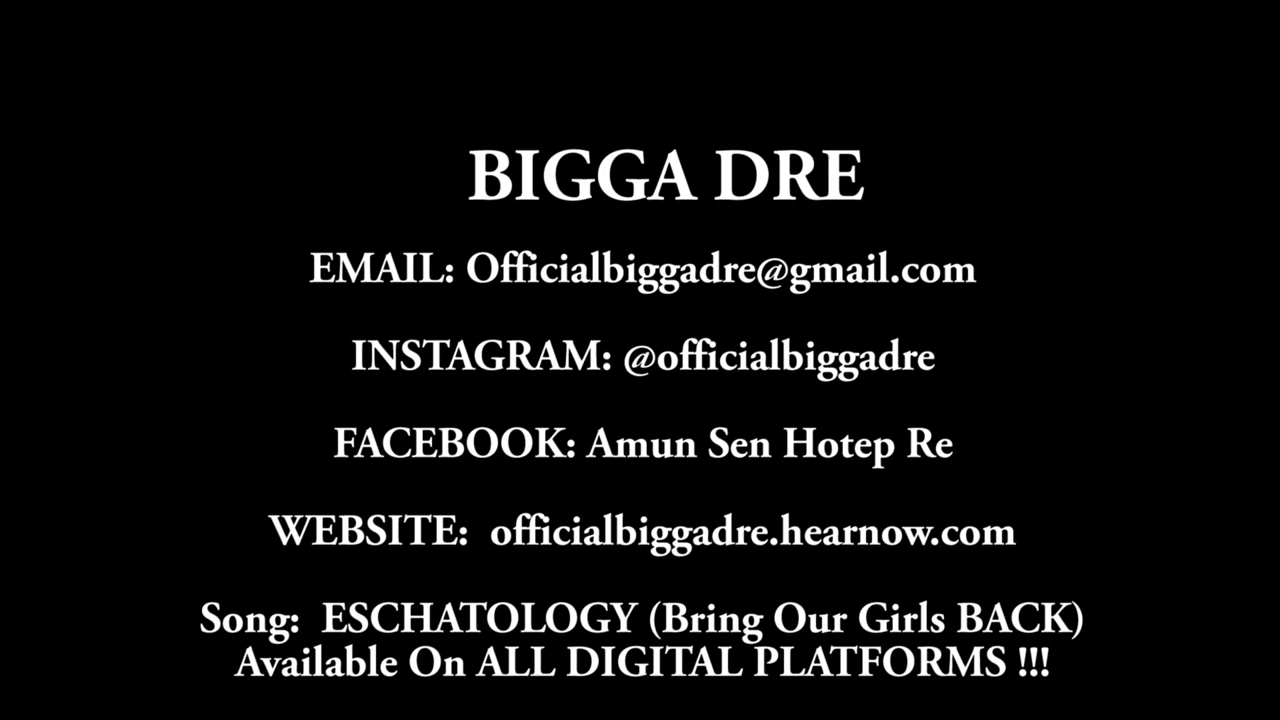 BIGGA DRE
EMAIL: Officialbiggadre@gmail.com
INSTAGRAM: @officialbiggadre
FACEBOOK: Amun Sen Hotep Re
WEBSITE: officialbiggadre.hearnow.com
Song: ESCHATOLOGY (Bring Our Girls BACK)
Available On ALL DIGITAL PLATFORMS !!!